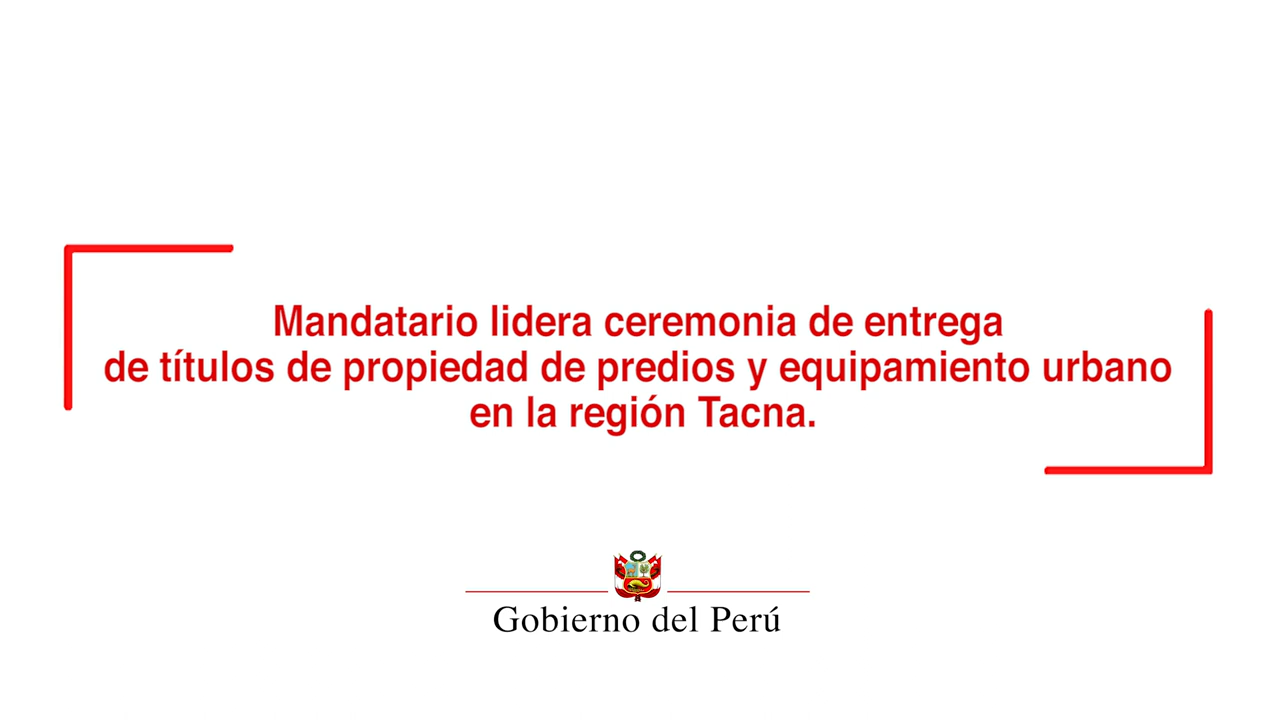 Mandatario lidera ceremonia de entrega
de títulos de propiedad de predios y equipamiento urbano
en la región Tacna.
Gobierno del Perú